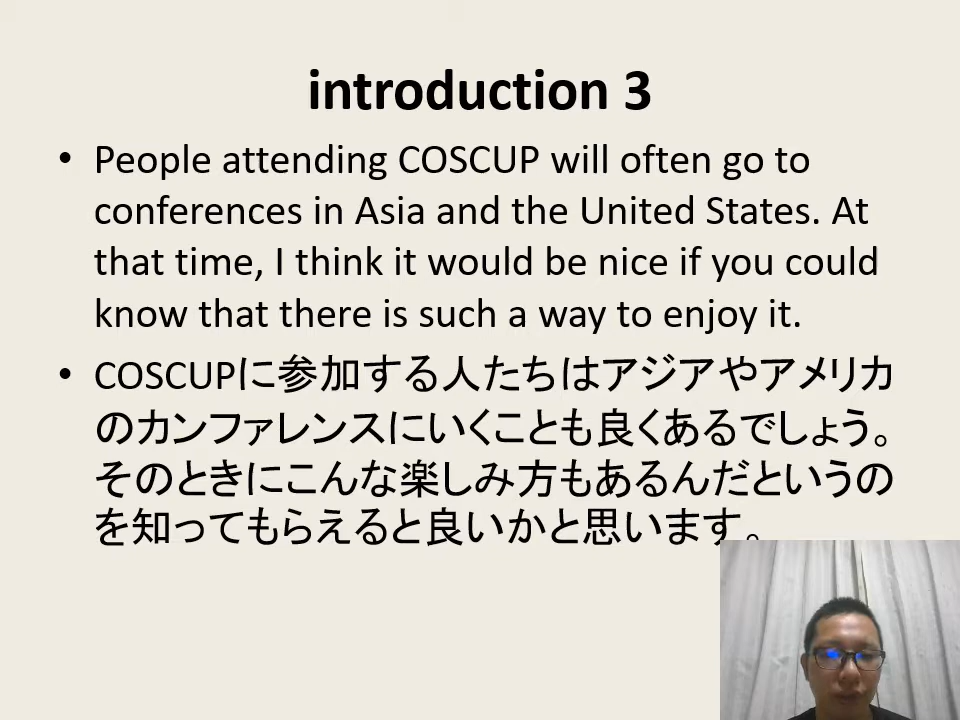 introduction 3
• People attending COSCUP will often go to
conferences in Asia and the United States. At
that time, I think it would be nice if you could
know that there is such a way to enjoy it.
• COSCUPに参加する人たちはアジアやアメリカ
のカンファレンスにいくことも良くあるでしょう。
そのときにこんな楽しみ方もあるんだというの
を知ってもらえると良いかと思います。